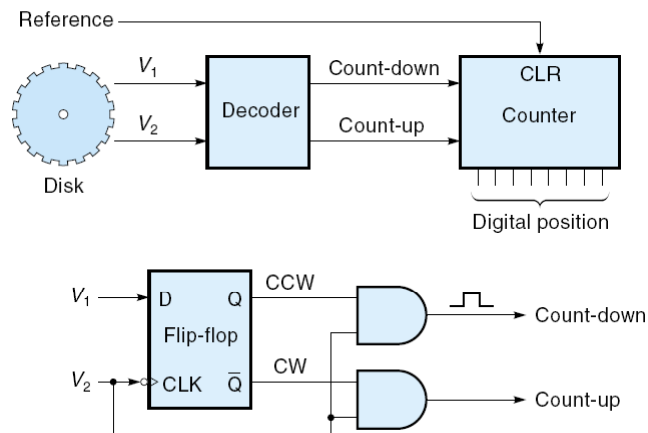 Reference
V1
V2
Disk
Decoder
Count-down
Count-up
CLR
Counter
Digital position
V1
V2
D Q
Flip-flop
CLK Q̅
CCW
CW
Count-down
Count-up